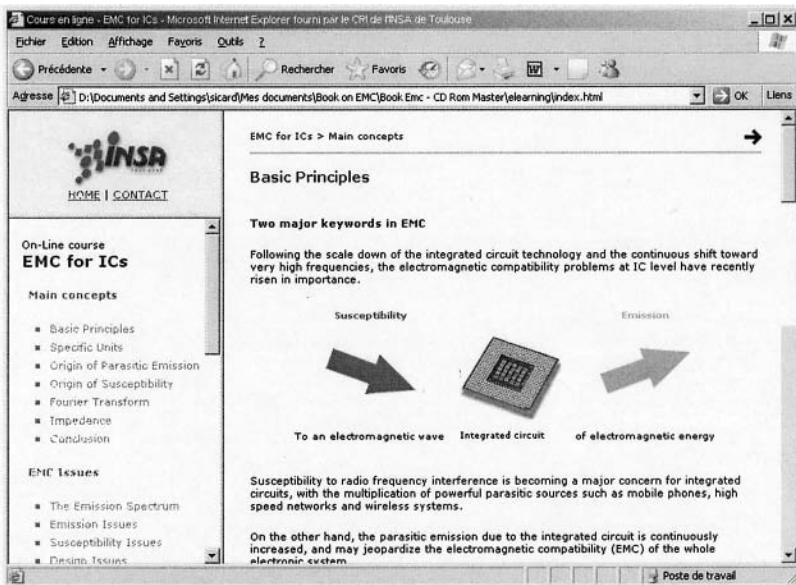 Cours en ligne - EMC for ICs - Microsoft Internet Explorer fourni par le CRI de l'INSA de Toulouse
Fichier Edition Affichage Favoris Outils ?
Précédente Rechercher Favoris
Adresse D:\Documents and Settings\sicard\Mes documents\Book on EMC\Book Emc - CD Rom Master\elearning\index.html OK Liens
INSA
HOME | CONTACT
On-Line course
EMC for ICs
Main concepts
Basic Principles
Specific Units
Origin of Parasitic Emission
Origin of Susceptibility
Fourier Transform
Impedance
Conclusion
EMC Issues
The Emission Spectrum
Emission Issues
Susceptibility Issues
Design Issues
EMC for ICs > Main concepts
Basic Principles
Two major keywords in EMC
Following the scale down of the integrated circuit technology and the continuous shift toward
very high frequencies, the electromagnetic compatibility problems at IC level have recently
risen in importance.
Susceptibility Emission
To an electromagnetic wave Integrated circuit of electromagnetic energy
Susceptibility to radio frequency interference is becoming a major concern for integrated
circuits, with the multiplication of powerful parasitic sources such as mobile phones, high
speed networks and wireless systems.
On the other hand, the parasitic emission due to the integrated circuit is continuously
increased, and may jeopardize the electromagnetic compatibility (EMC) of the whole
electronic system.
Poste de travail